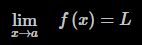 lim x→a f(x) = L